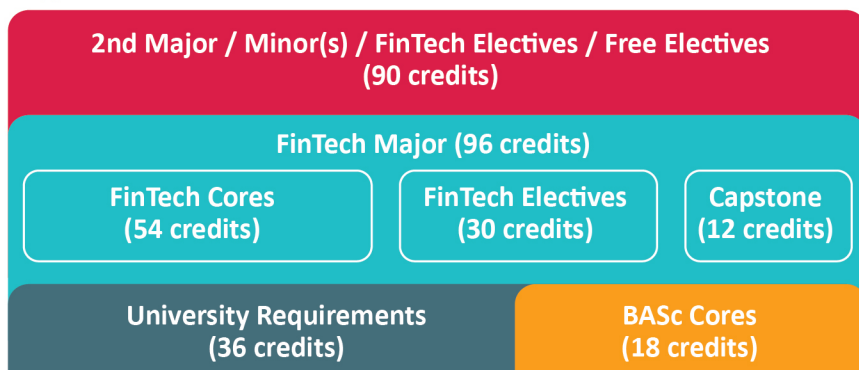 2nd Major / Minor(s) / FinTech Electives / Free Electives
(90 credits)
FinTech Major (96 credits)
FinTech Cores
(54 credits)
FinTech Electives
(30 credits)
Capstone
(12 credits)
University Requirements
(36 credits)
BASc Cores
(18 credits)